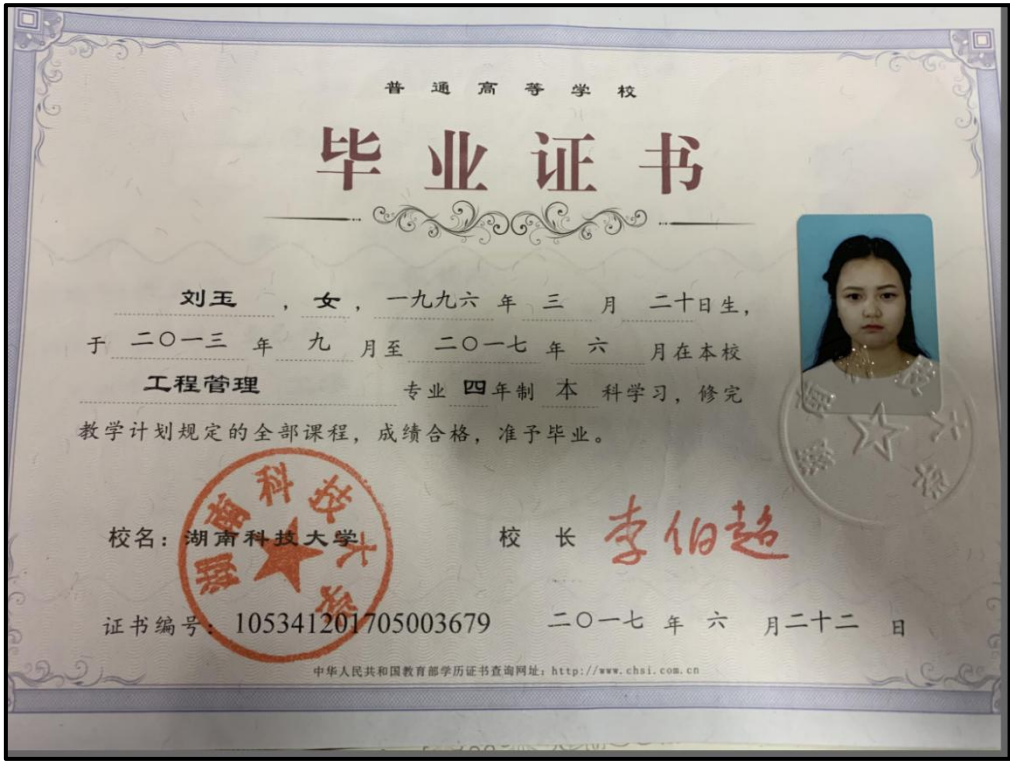 普通高等学校
毕业证书
刘玉，女，一九九六年三月二十日生，
于二〇一三年九月至二〇一七年六月在本校
工程管理专业四年制本科学习，修完
教学计划规定的全部课程，成绩合格，准予毕业。
湖南科技大学
校名：湖南科技大学 校长 李伯超
证书编号：105341201705003679 二〇一七年六月二十二日
中华人民共和国教育部学历证书查询网址：http://www.chsi.com.cn